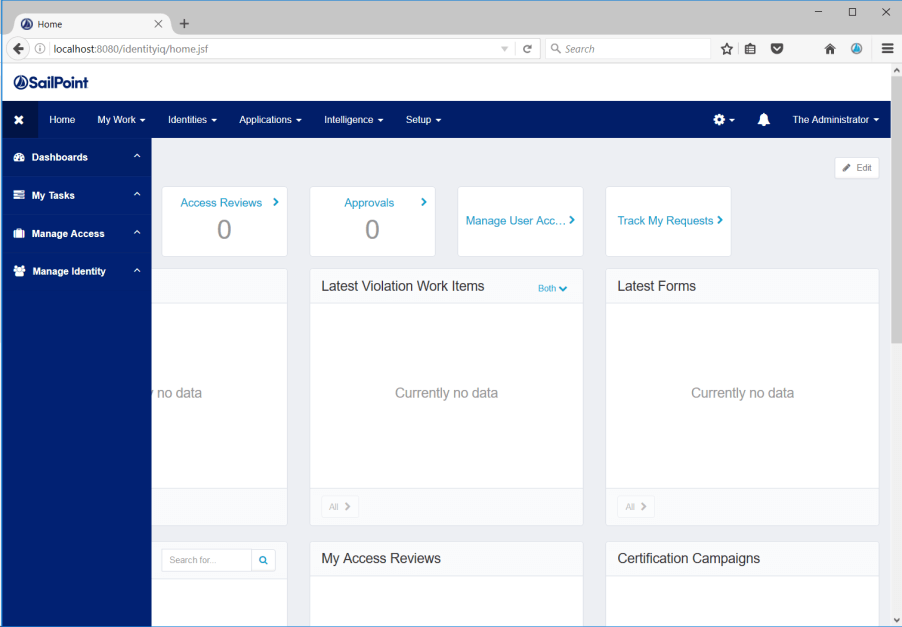 Home
localhost:8080/identityiq/home.jsf
Search
SailPoint
Home My Work Identities Applications Intelligence Setup The Administrator
Dashboards
Edit
My Tasks
Access Reviews Approvals
Manage User Acc... Track My Requests
0 0
Manage Access
Manage Identity
Latest Violation Work Items Both Latest Forms
no data Currently no data Currently no data
All All
Search for... My Access Reviews Certification Campaigns